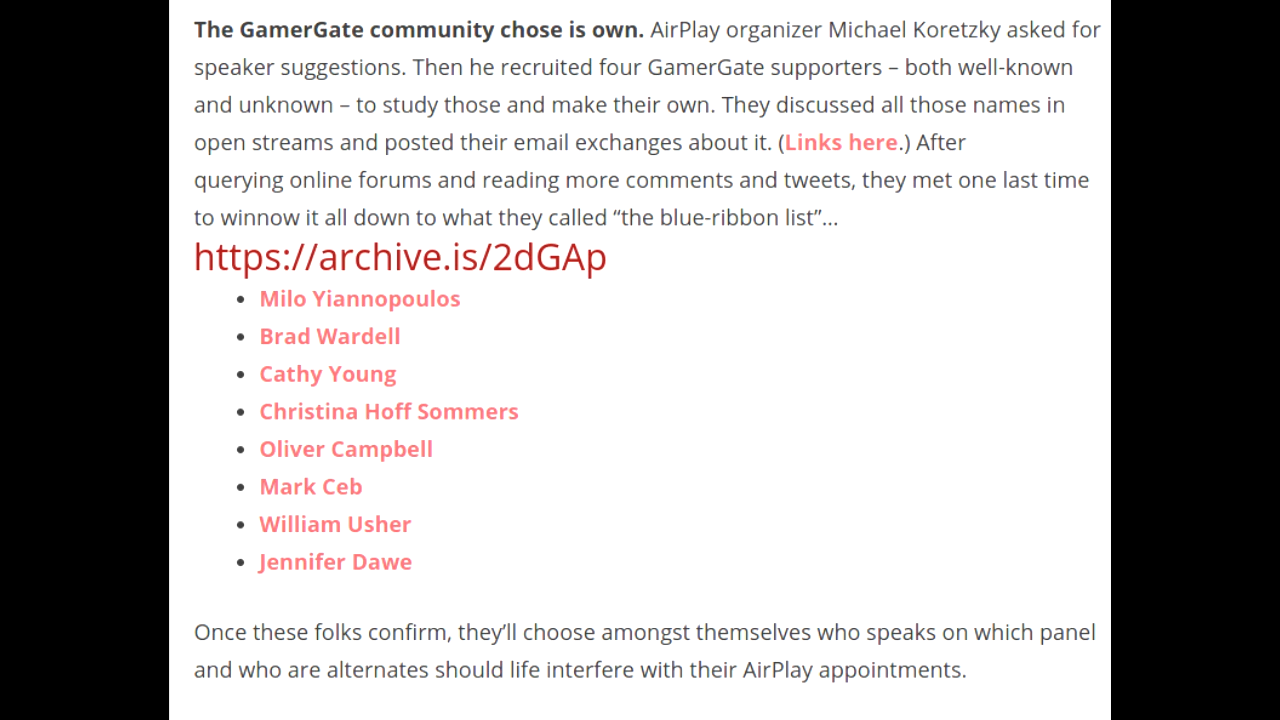 The GamerGate community chose is own. AirPlay organizer Michael Koretzky asked for
speaker suggestions. Then he recruited four GamerGate supporters – both well-known
and unknown – to study those and make their own. They discussed all those names in
open streams and posted their email exchanges about it. (Links here.) After
querying online forums and reading more comments and tweets, they met one last time
to winnow it all down to what they called “the blue-ribbon list”...
https://archive.is/2dGAp
• Milo Yiannopoulos
• Brad Wardell
• Cathy Young
• Christina Hoff Sommers
• Oliver Campbell
• Mark Ceb
• William Usher
• Jennifer Dawe
Once these folks confirm, they’ll choose amongst themselves who speaks on which panel
and who are alternates should life interfere with their AirPlay appointments.